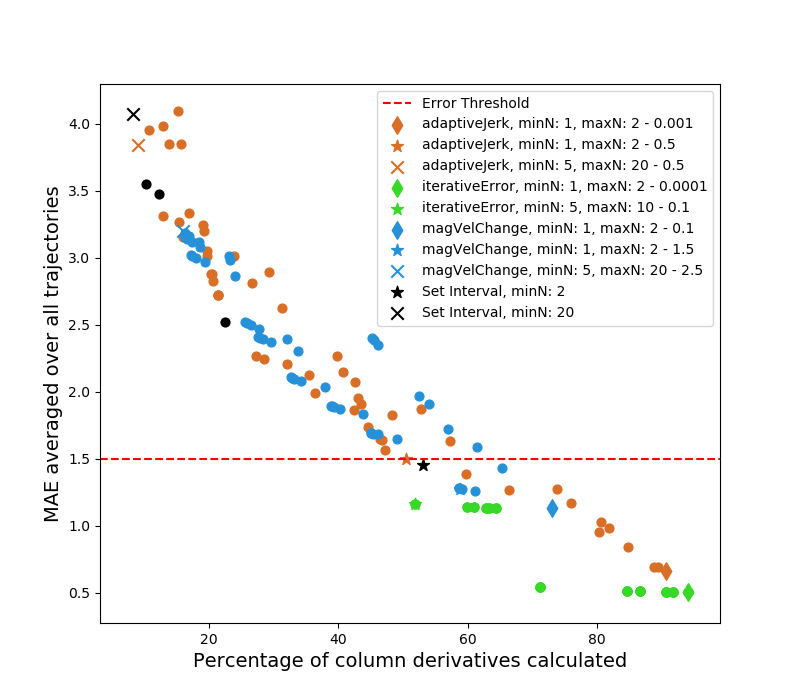 Error Threshold
adaptiveJerk, minN: 1, maxN: 2 - 0.001
adaptiveJerk, minN: 1, maxN: 2 - 0.5
adaptiveJerk, minN: 5, maxN: 20 - 0.5
iterativeError, minN: 1, maxN: 2 - 0.0001
iterativeError, minN: 5, maxN: 10 - 0.1
magVelChange, minN: 1, maxN: 2 - 0.1
magVelChange, minN: 1, maxN: 2 - 1.5
magVelChange, minN: 5, maxN: 20 - 2.5
Set Interval, minN: 2
Set Interval, minN: 20
MAE averaged over all trajectories
4.0
3.5
3.0
2.5
2.0
1.5
1.0
0.5
20
40
60
80
Percentage of column derivatives calculated